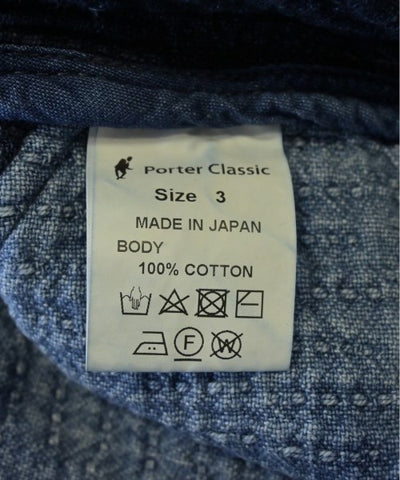 Porter Classic
Size 3
MADE IN JAPAN
BODY
100% COTTON
F W